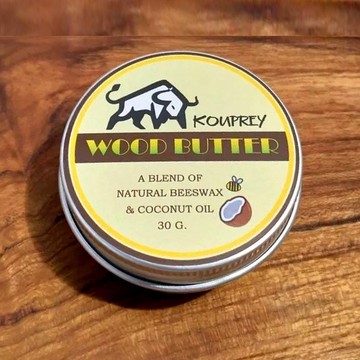 KOUPREY
WOOD BUTTER
A BLEND OF
NATURAL BEESWAX
& COCONUT OIL
30 G.